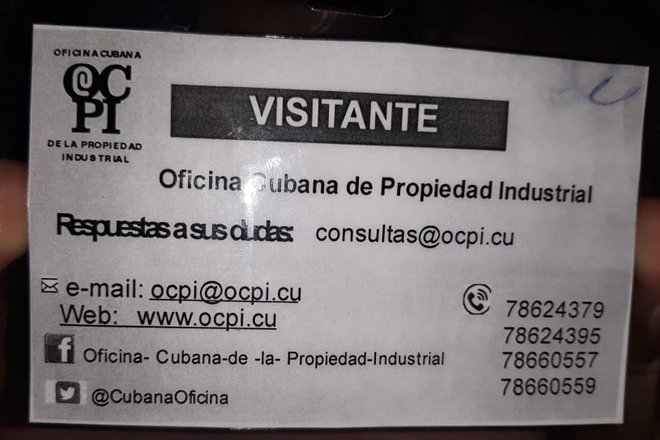 OFICINA CUBANA
OCPI
DE LA PROPIEDAD
INDUSTRIAL
VISITANTE
Oficina Cubana de Propiedad Industrial
Respuestas a sus dudas: consultas@ocpi.cu
e-mail: ocpi@ocpi.cu
Web: www.ocpi.cu
Oficina- Cubana-de -la- Propiedad-Industrial
@CubanaOficina
78624379
78624395
78660557
78660559